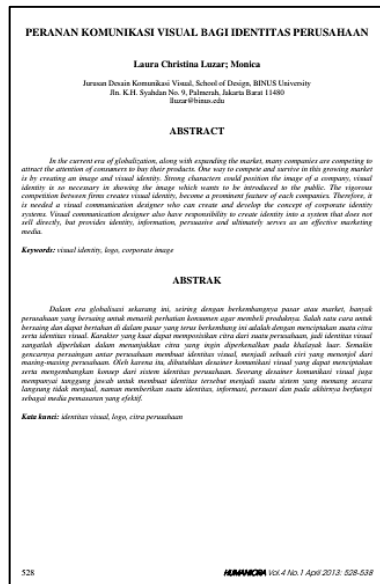 PERANAN KOMUNIKASI VISUAL BAGI IDENTITAS PERUSAHAAN
Laura Christina Luzar; Monica
Jurusan Desain Komunikasi Visual, School of Design, BINUS University
Jln. K.H. Syahdan No. 9, Palmerah, Jakarta Barat 11480
lluzar@binus.edu
ABSTRACT
In the current era of globalization, along with expanding the market, many companies are competing to
attract the attention of consumers to buy their products. One way to compete and survive in this growing market
is by creating an image and visual identity. Strong characters could position the image of a company, visual
identity is so necessary in showing the image which wants to be introduced to the public. The vigorous
competition between firms creates visual identity, become a prominent feature of each companies. Therefore, it
is needed a visual communication designer who can create and develop the concept of corporate identity
systems. Visual communication designer also have responsibility to create identity into a system that does not
sell directly, but provides identity, information, persuasive and ultimately serves as an effective marketing
media.
Keywords: visual identity, logo, corporate image
ABSTRAK
Dalam era globalisasi sekarang ini, seiring dengan berkembangnya pasar atau market, banyak
perusahaan yang bersaing untuk menarik perhatian konsumen agar membeli produknya. Salah satu cara untuk
bersaing dan dapat bertahan di dalam pasar yang terus berkembang ini adalah dengan menciptakan suatu citra
serta identitas visual. Karakter yang kuat dapat memposisikan citra dari suatu perusahaan, jadi identitas visual
sangatlah diperlukan dalam menunjukkan citra yang ingin diperkenalkan pada khalayak luar. Semakin
gencarnya persaingan antar perusahaan membuat identitas visual, menjadi sebuah ciri yang menonjol dari
masing-masing perusahaan. Oleh karena itu, dibutuhkan desainer komunikasi visual yang dapat menciptakan
serta mengembangkan konsep dari sistem identitas perusahaan. Seorang desainer komunikasi visual juga
mempunyai tanggung jawab untuk membuat identitas tersebut menjadi suatu sistem yang memang secara
langsung tidak menjual, namun memberikan suatu identitas, informasi, persuasi dan pada akhirnya berfungsi
sebagai media pemasaran yang efektif.
Kata kunci: identitas visual, logo, citra perusahaan
528 HUMANIORA Vol.4 No.1 April 2013: 528-538